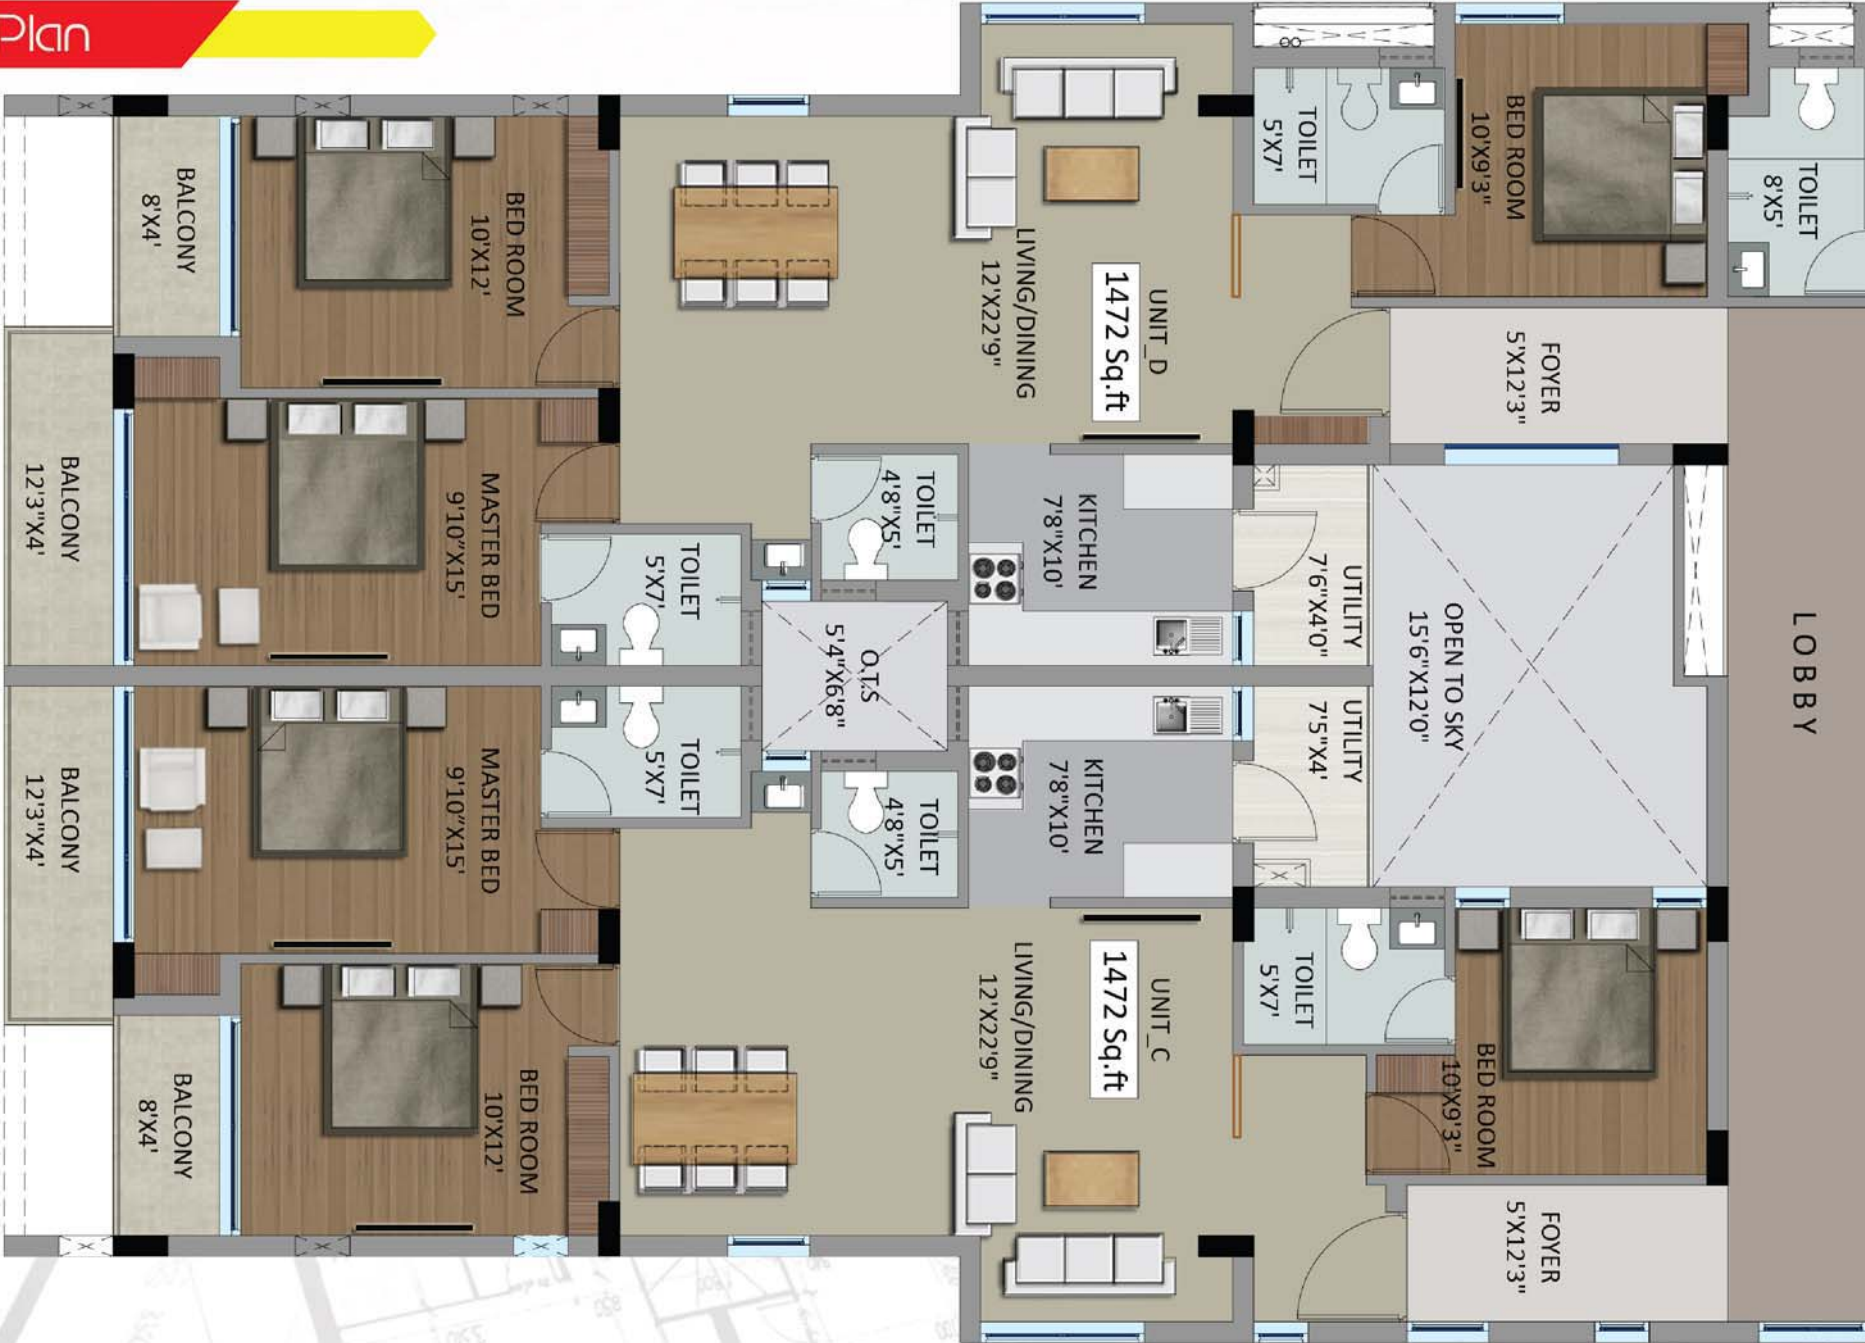 Plan
BALCONY
8'X4'
BED ROOM
10'X12'
LIVING/DINING
12'X22'9"
UNIT_D
1472 Sq.ft
TOILET
5'X7'
BED ROOM
10'X9'3"
TOILET
8'X5'
FOYER
5'X12'3"
BALCONY
12'3"X4'
MASTER BED
9'10"X15'
TOILET
5'X7'
TOILET
4'8"X5'
KITCHEN
7'8"X10'
UTILITY
7'6"X4'0"
OPEN TO SKY
15'6"X12'0"
LOBBY
O.T.S
5'4"X6'8"
BALCONY
12'3"X4'
MASTER BED
9'10"X15'
TOILET
5'X7'
TOILET
4'8"X5'
KITCHEN
7'8"X10'
UTILITY
7'5"X4'
BALCONY
8'X4'
BED ROOM
10'X12'
LIVING/DINING
12'X22'9"
UNIT_C
1472 Sq.ft
TOILET
5'X7'
BED ROOM
10'X9'3"
FOYER
5'X12'3"